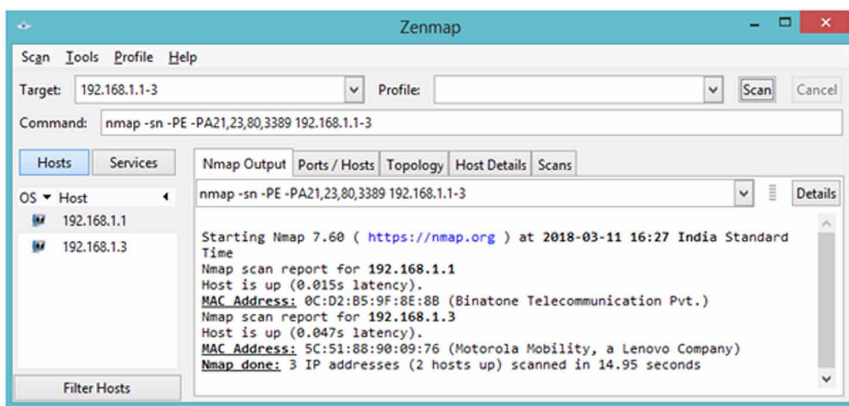 Zenmap
Scan Tools Profile Help
Target: 192.168.1.1-3 Profile: Scan Cancel
Command: nmap -sn -PE -PA21,23,80,3389 192.168.1.1-3
Hosts Services
OS Host
192.168.1.1
192.168.1.3
Filter Hosts
Nmap Output Ports / Hosts Topology Host Details Scans
nmap -sn -PE -PA21,23,80,3389 192.168.1.1-3 Details
Starting Nmap 7.60 ( https://nmap.org ) at 2018-03-11 16:27 India Standard
Time
Nmap scan report for 192.168.1.1
Host is up (0.015s latency).
MAC Address: 0C:D2:B5:9F:8E:8B (Binatone Telecommunication Pvt.)
Nmap scan report for 192.168.1.3
Host is up (0.047s latency).
MAC Address: 5C:51:88:90:09:76 (Motorola Mobility, a Lenovo Company)
Nmap done: 3 IP addresses (2 hosts up) scanned in 14.95 seconds